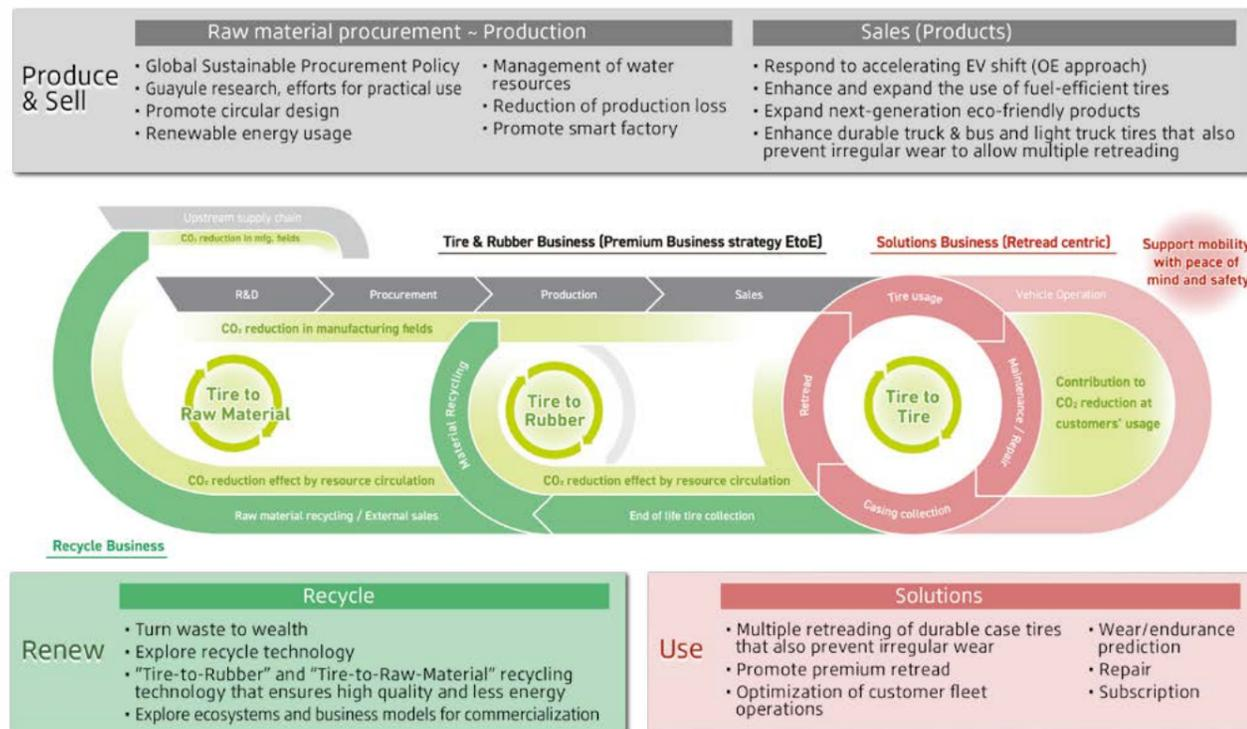 Raw material procurement ~ Production
Sales (Products)
Produce
& Sell
• Global Sustainable Procurement Policy
• Guayule research, efforts for practical use
• Promote circular design
• Renewable energy usage
• Management of water
resources
• Reduction of production loss
• Promote smart factory
• Respond to accelerating EV shift (OE approach)
• Enhance and expand the use of fuel-efficient tires
• Expand next-generation eco-friendly products
• Enhance durable truck & bus and light truck tires that also
prevent irregular wear to allow multiple retreading
Upstream supply chain
CO₂ reduction in mfg. fields
Tire & Rubber Business (Premium Business strategy EtoE)
Solutions Business (Retread centric)
Support mobility
with peace of
mind and safety
R&D
Procurement
Production
Sales
Tire usage
Vehicle Operation
CO₂ reduction in manufacturing fields
Tire to
Raw Material
Material Recycling
Tire to
Rubber
Retread
Tire to
Tire
Maintenance / Repair
Contribution to
CO₂ reduction at
customers' usage
CO₂ reduction effect by resource circulation
CO₂ reduction effect by resource circulation
Casing collection
Raw material recycling / External sales
End of life tire collection
Recycle Business
Recycle
Renew
• Turn waste to wealth
• Explore recycle technology
• “Tire-to-Rubber” and “Tire-to-Raw-Material” recycling
technology that ensures high quality and less energy
• Explore ecosystems and business models for commercialization
Solutions
Use
• Multiple retreading of durable case tires
that also prevent irregular wear
• Promote premium retread
• Optimization of customer fleet
operations
• Wear/endurance
prediction
• Repair
• Subscription